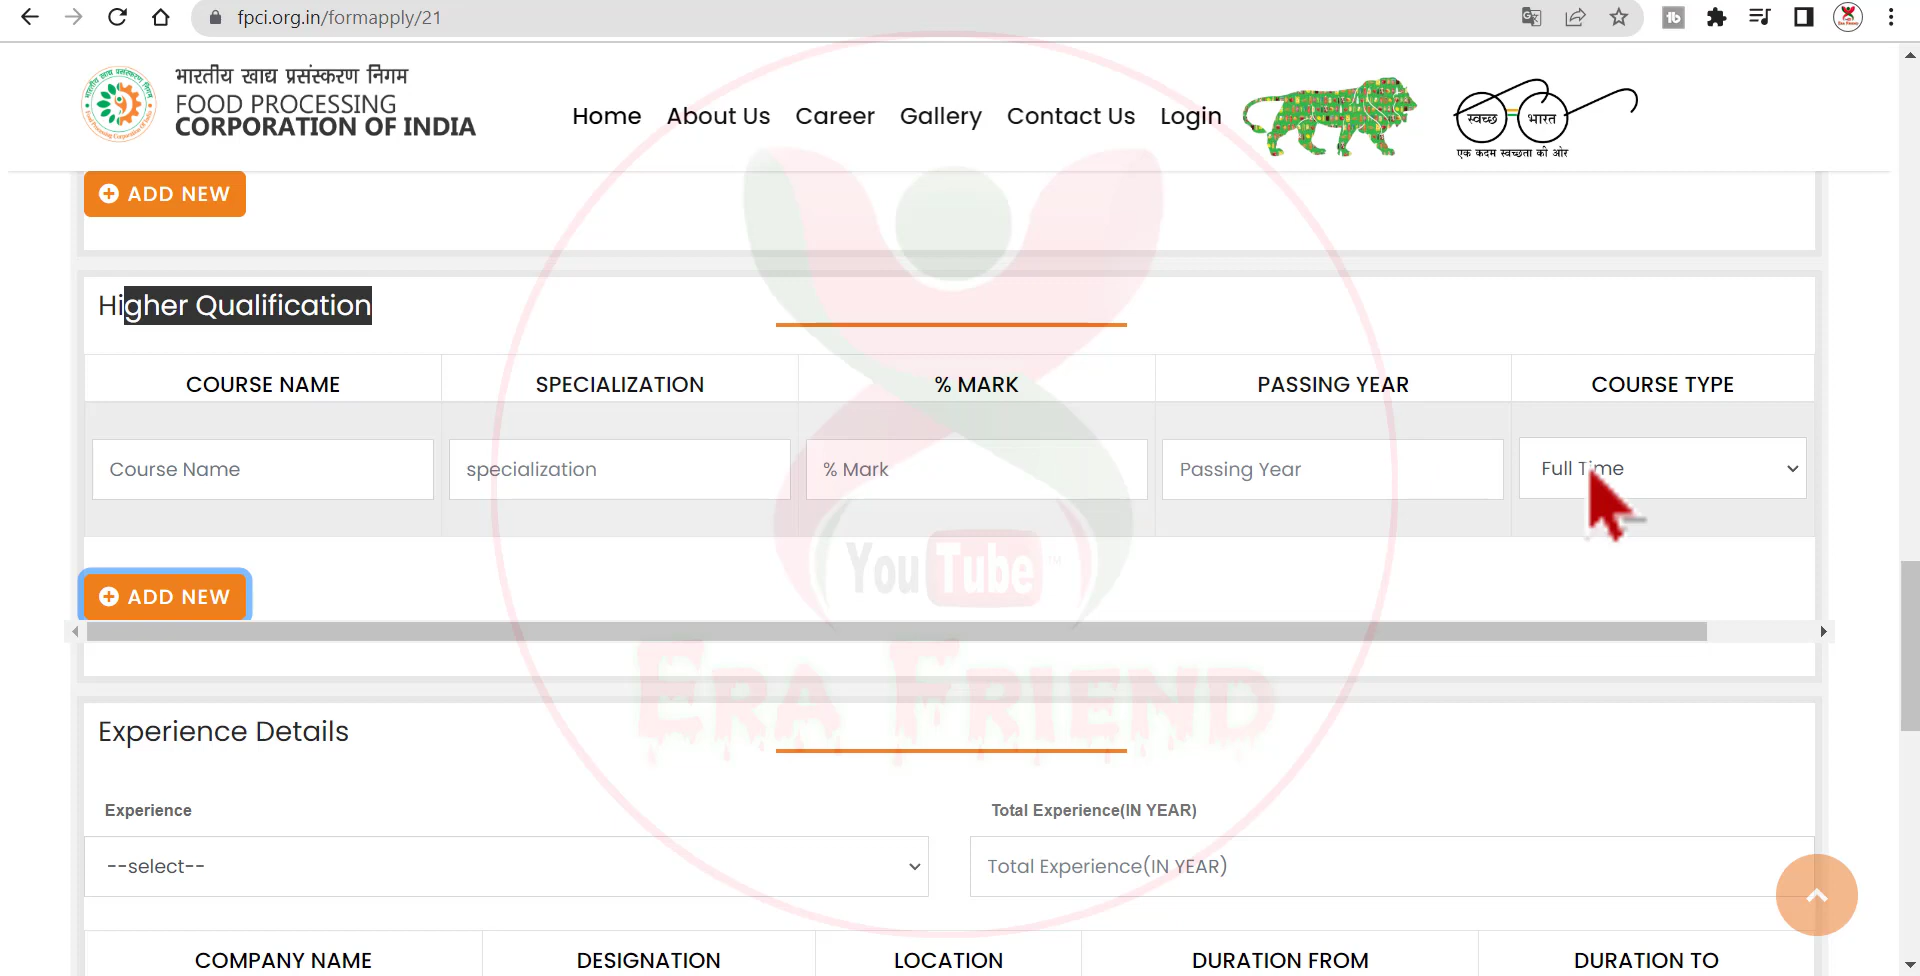 fpci.org.in/formapply/21
भारतीय खाद्य प्रसंस्करण निगम
FOOD PROCESSING
CORPORATION OF INDIA
Home About Us Career Gallery Contact Us Login
स्वच्छ भारत
एक कदम स्वच्छता की ओर
ADD NEW
Higher Qualification
COURSE NAME SPECIALIZATION % MARK PASSING YEAR COURSE TYPE
Course Name specialization % Mark Passing Year Full Time
YouTube
ADD NEW
ERA FRIEND
Experience Details
Experience Total Experience(IN YEAR)
--select-- Total Experience(IN YEAR)
COMPANY NAME DESIGNATION LOCATION DURATION FROM DURATION TO